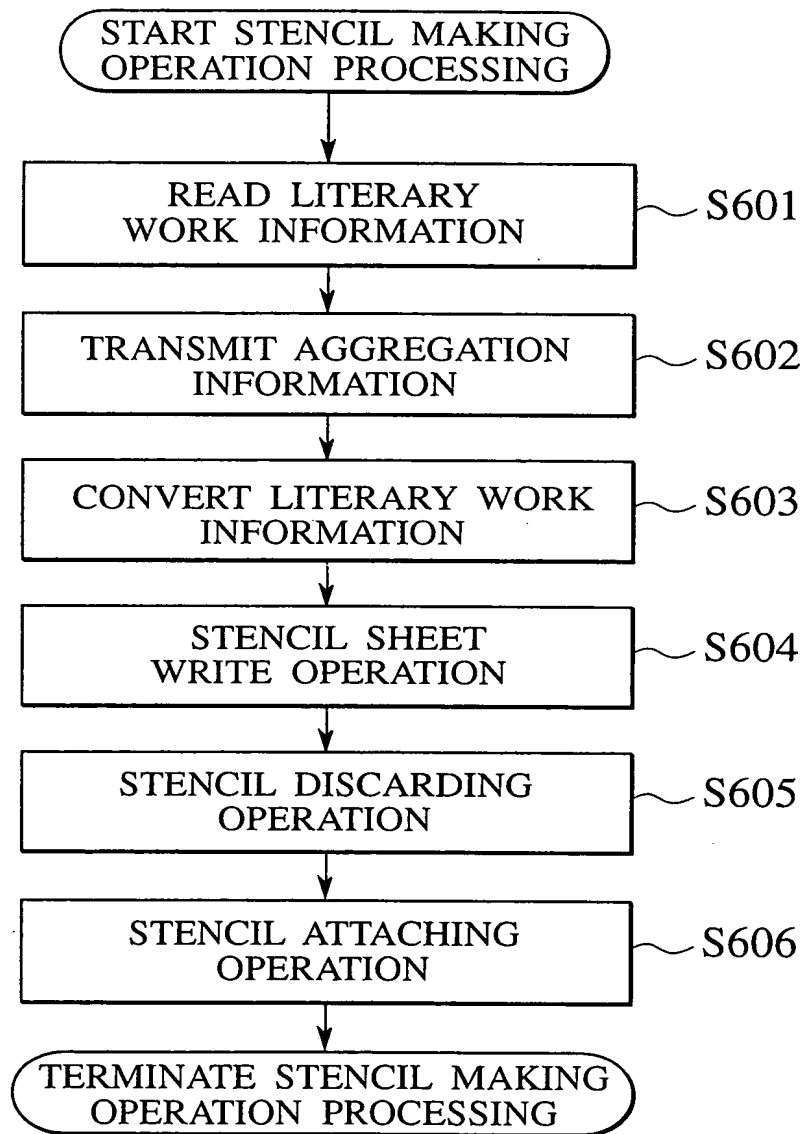 START STENCIL MAKING
OPERATION PROCESSING
READ LITERARY
WORK INFORMATION
S601
TRANSMIT AGGREGATION
INFORMATION
S602
CONVERT LITERARY WORK
INFORMATION
S603
STENCIL SHEET
WRITE OPERATION
S604
STENCIL DISCARDING
OPERATION
S605
STENCIL ATTACHING
OPERATION
S606
TERMINATE STENCIL MAKING
OPERATION PROCESSING